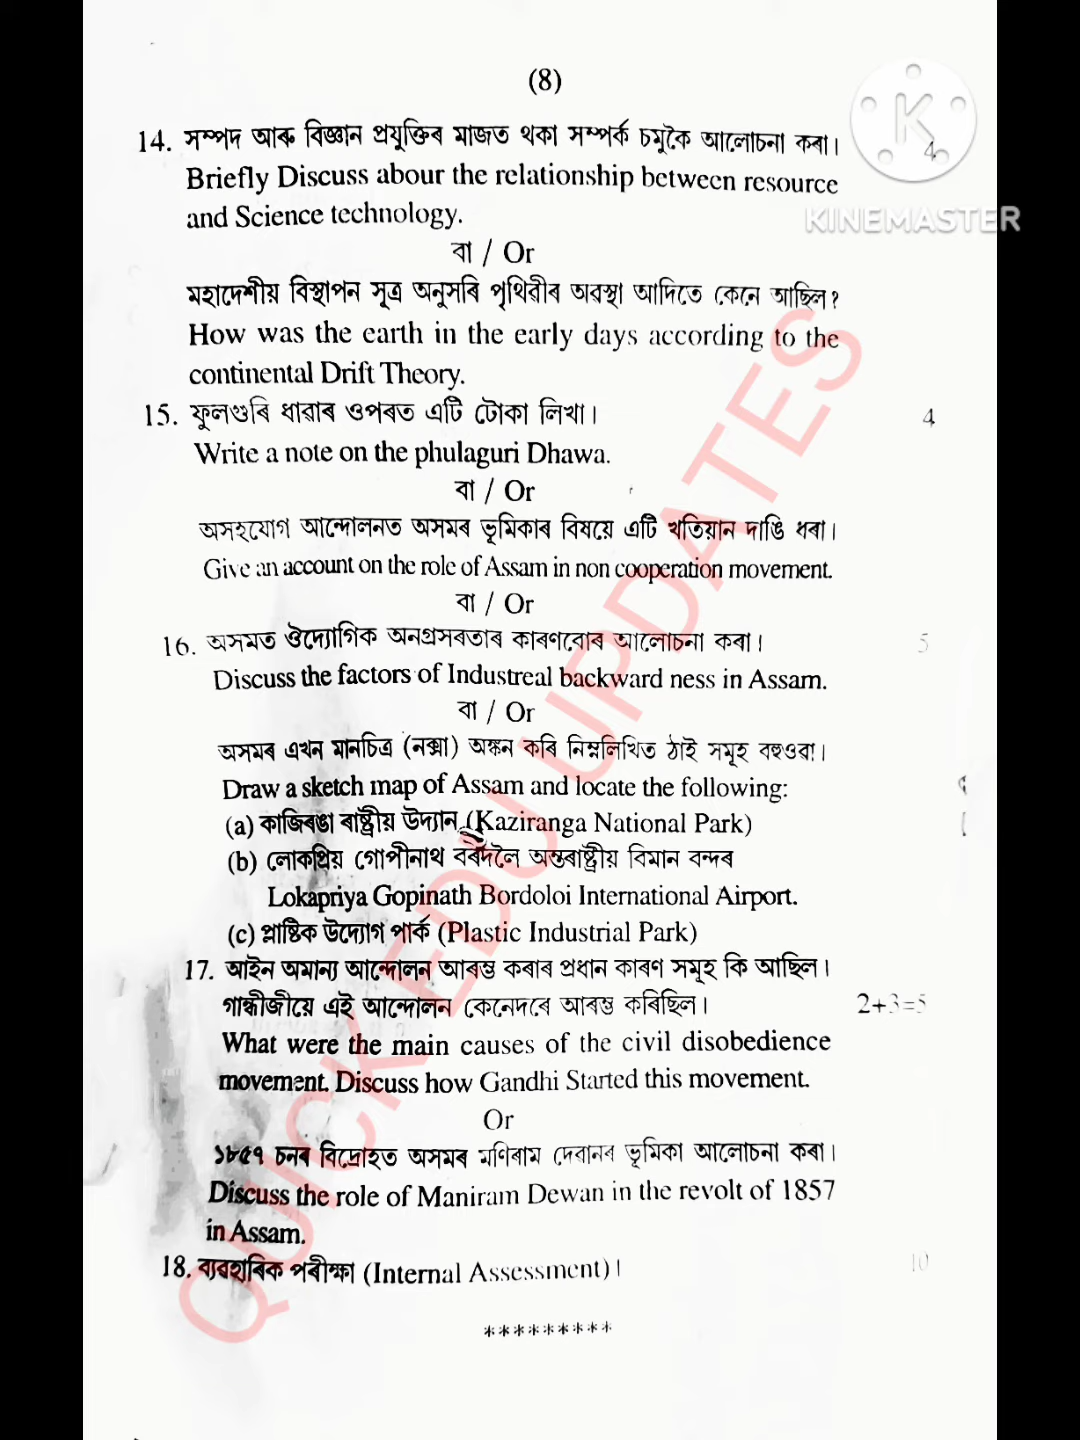 (8)
14. সম্পদ আৰু বিজ্ঞান প্ৰযুক্তিৰ মাজত থকা সম্পৰ্ক চমুকৈ আলোচনা কৰা। 4
Briefly Discuss abour the relationship between resource
and Science technology.
K
KINEMASTER
বা / Or
মহাদেশীয় বিস্থাপন সূত্ৰ অনুসৰি পৃথিৱীৰ অৱস্থা আদিতে কেনে আছিল?
How was the earth in the early days according to the
continental Drift Theory.
15. ফুলগুৰি ধাৱাৰ ওপৰত এটি টোকা লিখা। 4
Write a note on the phulaguri Dhawa.
বা / Or
অসহযোগ আন্দোলনত অসমৰ ভূমিকাৰ বিষয়ে এটি খতিয়ান দাঙি ধৰা।
Give an account on the role of Assam in non cooperation movement.
বা / Or
16. অসমত ঔদ্যোগিক অনগ্ৰসৰতাৰ কাৰণবোৰ আলোচনা কৰা। 5
Discuss the factors of Industreal backward ness in Assam.
বা / Or
অসমৰ এখন মানচিত্ৰ (নক্সা) অঙ্কন কৰি নিম্নলিখিত ঠাই সমূহ বহুওৱা।
Draw a sketch map of Assam and locate the following:
(a) কাজিৰঙা ৰাষ্ট্ৰীয় উদ্যান (Kaziranga National Park)
(b) লোকপ্ৰিয় গোপীনাথ বৰদলৈ অন্তৰাষ্ট্ৰীয় বিমান বন্দৰ
Lokapriya Gopinath Bordoloi International Airport.
(c) প্লাষ্টিক উদ্যোগ পাৰ্ক (Plastic Industrial Park)
17. আইন অমান্য আন্দোলন আৰম্ভ কৰাৰ প্ৰধান কাৰণ সমূহ কি আছিল।
গান্ধীজীয়ে এই আন্দোলন কেনেদৰে আৰম্ভ কৰিছিল। 2+3=5
What were the main causes of the civil disobedience
movement. Discuss how Gandhi Started this movement.
Or
১৮৫৭ চনৰ বিদ্ৰোহত অসমৰ মণিৰাম দেৱানৰ ভূমিকা আলোচনা কৰা।
Discuss the role of Maniram Dewan in the revolt of 1857
in Assam.
18. ব্যৱহাৰিক পৰীক্ষা (Internal Assessment)। 10
*********
QUICK EDU UPDATES